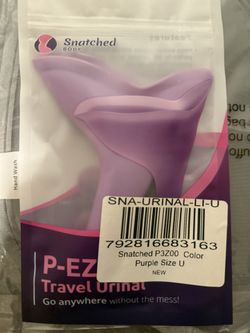 Snatched
BODY
Hand Wash
SNA-URINAL-LI-U
792816683163
Snatched P3Z00 Color
Purple Size U
NEW
P-EZ
Travel Urinal
Go anywhere without the mess!